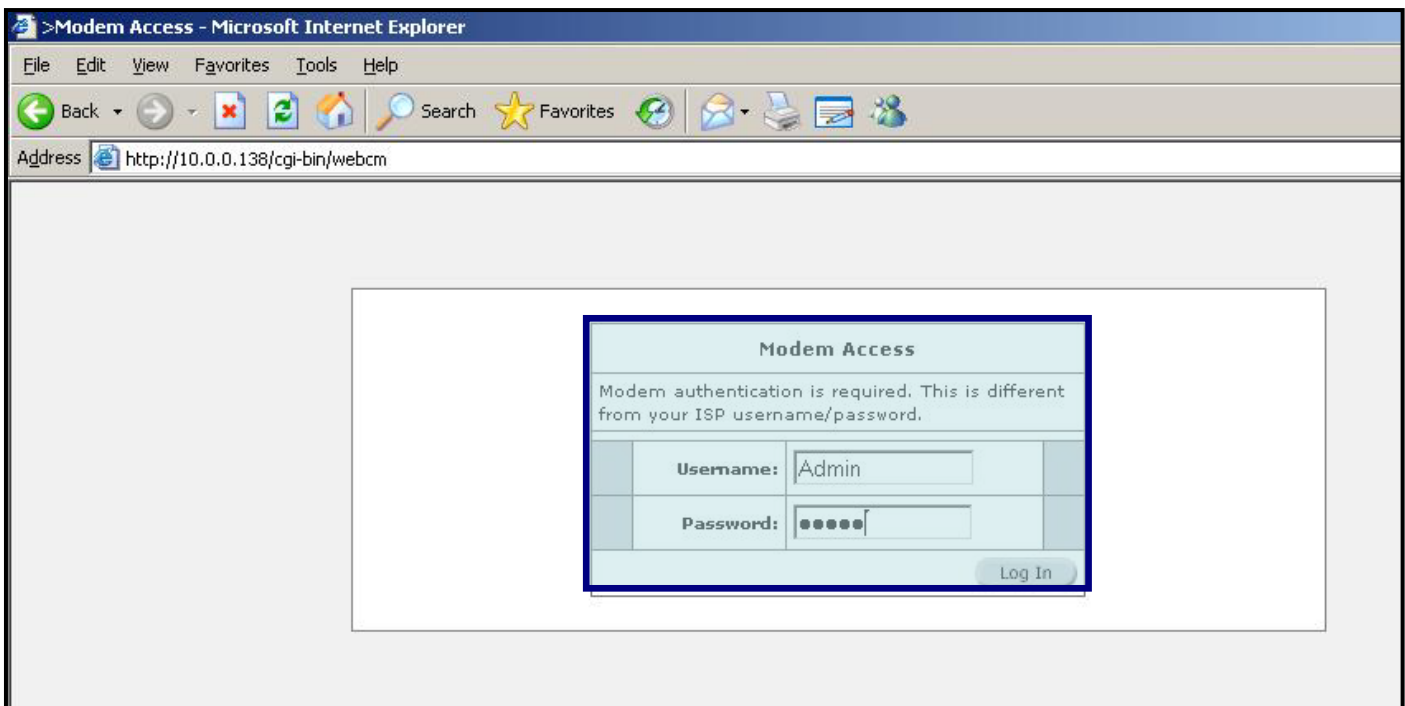 >Modem Access - Microsoft Internet Explorer
File Edit View Favorites Tools Help
Back Search Favorites
Address http://10.0.0.138/cgi-bin/webcm
Modem Access
Modem authentication is required. This is different
from your ISP username/password.
Username: Admin
Password: •••••
Log In